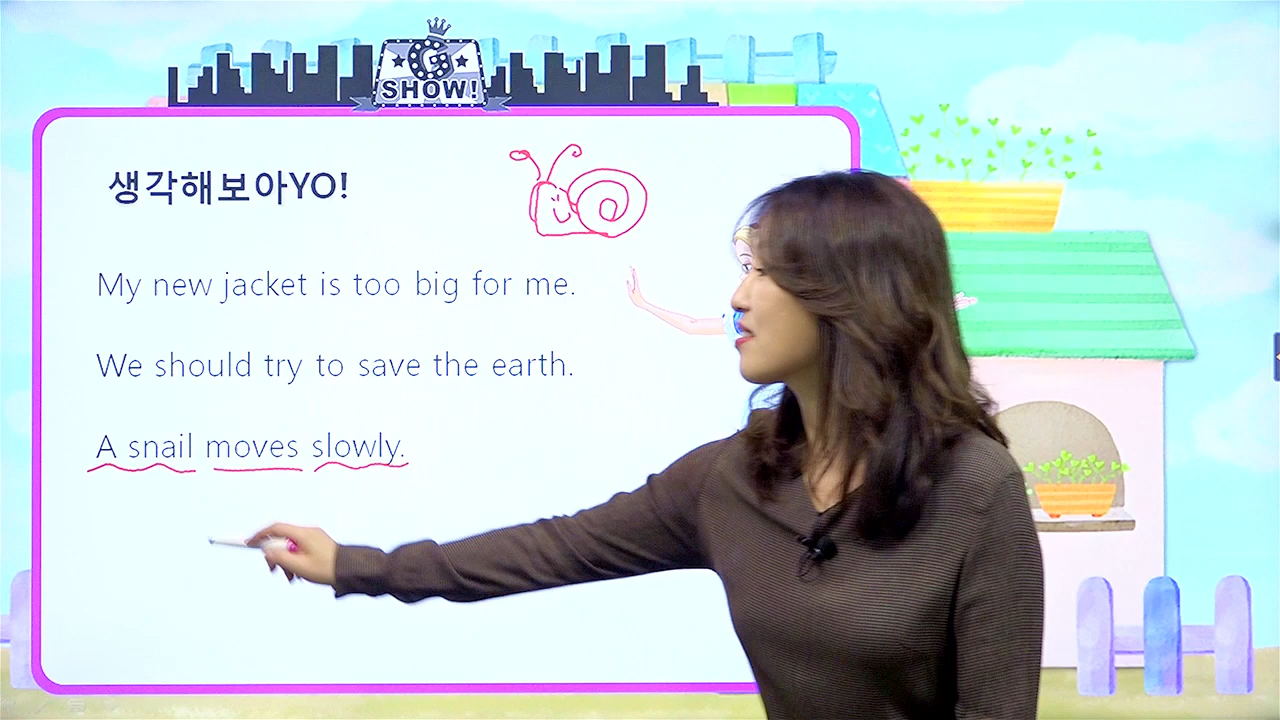 G
SHOW!
생각해보아YO!
My new jacket is too big for me.
We should try to save the earth.
A snail moves slowly.